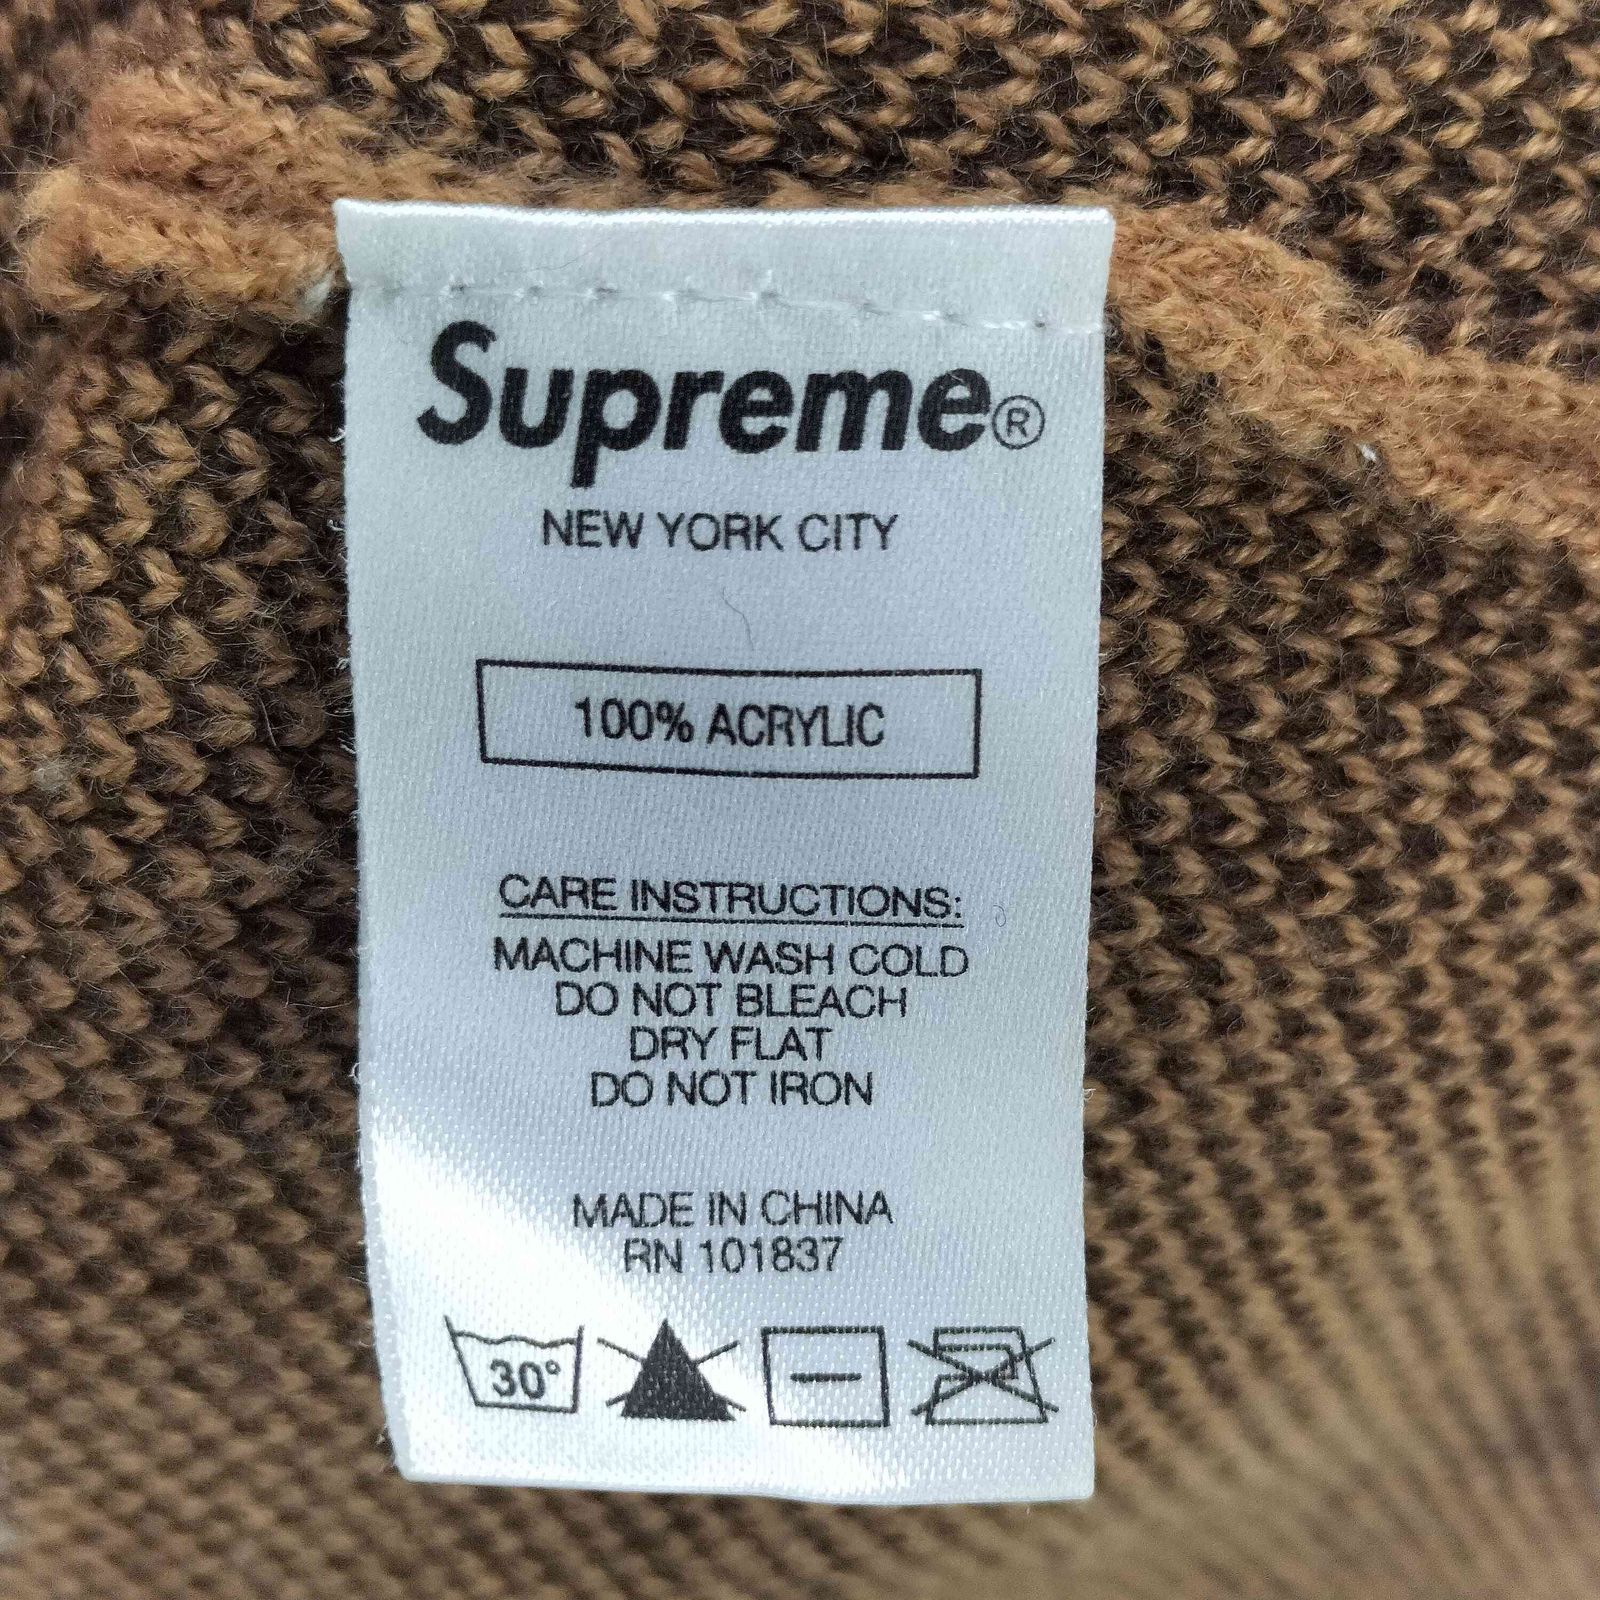 Supreme®
NEW YORK CITY
100% ACRYLIC
CARE INSTRUCTIONS:
MACHINE WASH COLD
DO NOT BLEACH
DRY FLAT
DO NOT IRON
MADE IN CHINA
RN 101837
30°